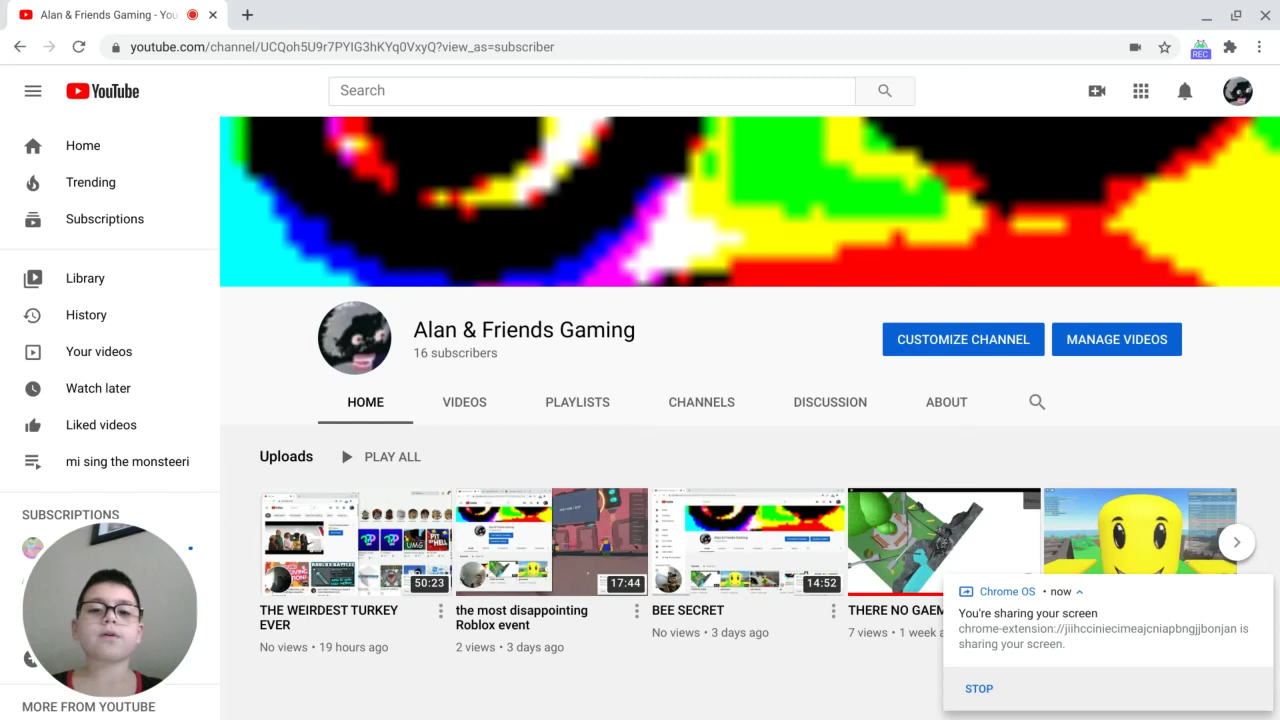 Alan & Friends Gaming - You
youtube.com/channel/UCQoh5U9r7PYIG3hKYq0VxyQ?view_as=subscriber
REC
YouTube
Search
Home
Trending
Subscriptions
Library
History
Your videos
Watch later
Liked videos
mi sing the monsteeri
SUBSCRIPTIONS
MORE FROM YOUTUBE
Alan & Friends Gaming
16 subscribers
CUSTOMIZE CHANNEL
MANAGE VIDEOS
HOME VIDEOS PLAYLISTS CHANNELS DISCUSSION ABOUT
Uploads PLAY ALL
50:23
THE WEIRDEST TURKEY
EVER
No views • 19 hours ago
17:44
the most disappointing
Roblox event
2 views • 3 days ago
14:52
BEE SECRET
No views • 3 days ago
THERE NO GAEM
7 views • 1 week a
Chrome OS • now
You're sharing your screen
chrome-extension://jiihcciniecimeajcniapbngjjbonjan is
sharing your screen.
STOP